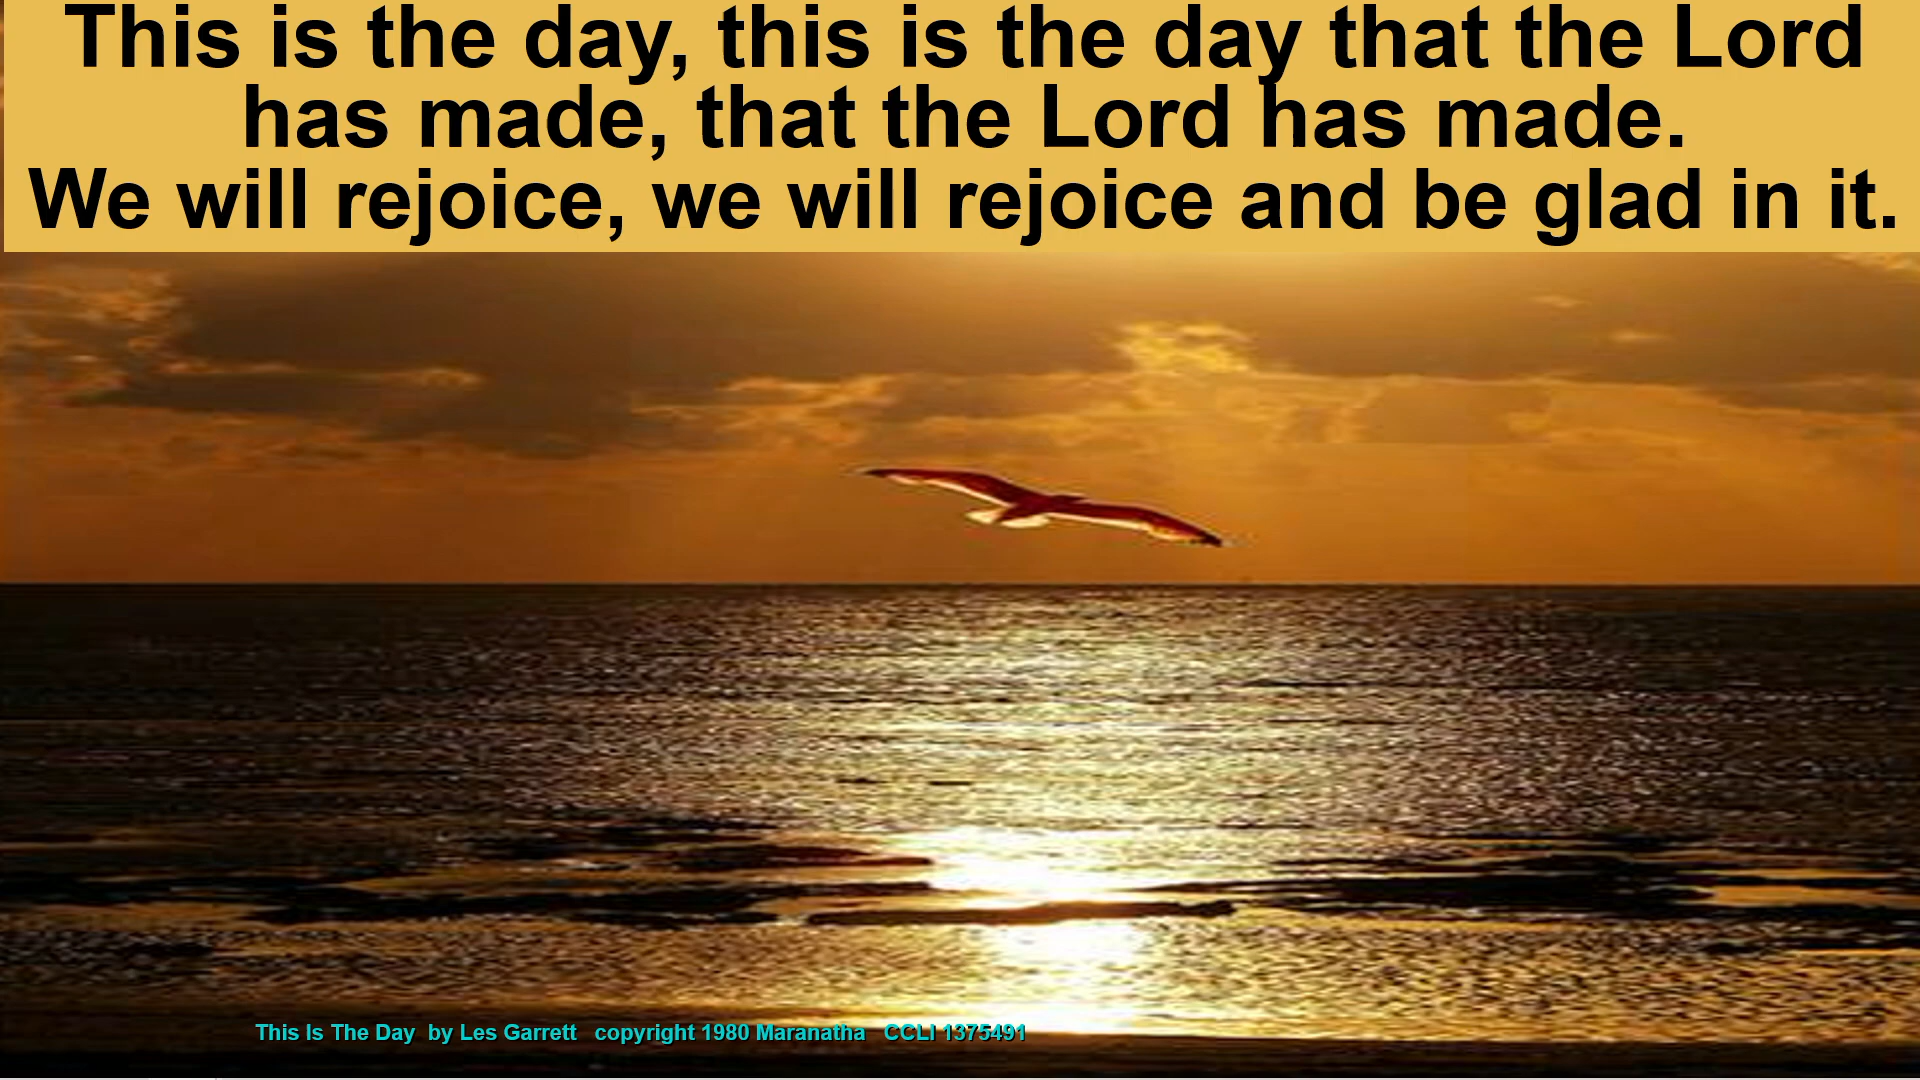 This is the day, this is the day that the Lord
has made, that the Lord has made.
We will rejoice, we will rejoice and be glad in it.
This Is The Day by Les Garrett copyright 1980 Maranatha CCLI 1375491